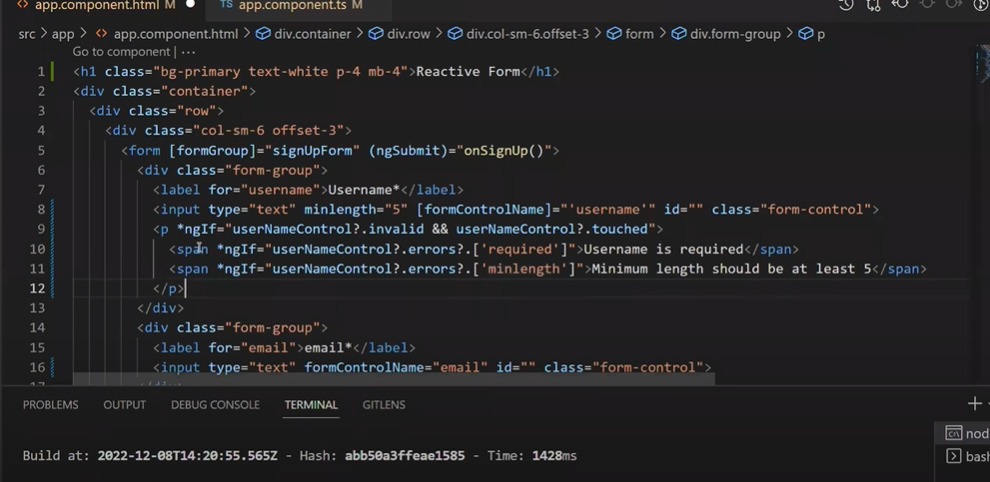 <> app.component.html M ● TS app.component.ts M
src > app > <> app.component.html > div.container > div.row > div.col-sm-6.offset-3 > form > div.form-group > p
Go to component | ...
1 <h1 class="bg-primary text-white p-4 mb-4">Reactive Form</h1>
2 <div class="container">
3 <div class="row">
4 <div class="col-sm-6 offset-3">
5 <form [formGroup]="signUpForm" (ngSubmit)="onSignUp()">
6 <div class="form-group">
7 <label for="username">Username*</label>
8 <input type="text" minlength="5" [formControlName]="'username'" id="" class="form-control">
9 <p *ngIf="userNameControl?.invalid && userNameControl?.touched">
10 <span *ngIf="userNameControl?.errors?.['required']">Username is required</span>
11 <span *ngIf="userNameControl?.errors?.['minlength']">Minimum length should be at least 5</span>
12 </p>
13 </div>
14 <div class="form-group">
15 <label for="email">email*</label>
16 <input type="text" formControlName="email" id="" class="form-control">
17 </div>
PROBLEMS OUTPUT DEBUG CONSOLE TERMINAL GITLENS
nod
Build at: 2022-12-08T14:20:55.565Z - Hash: abb50a3ffeae1585 - Time: 1428ms
bash